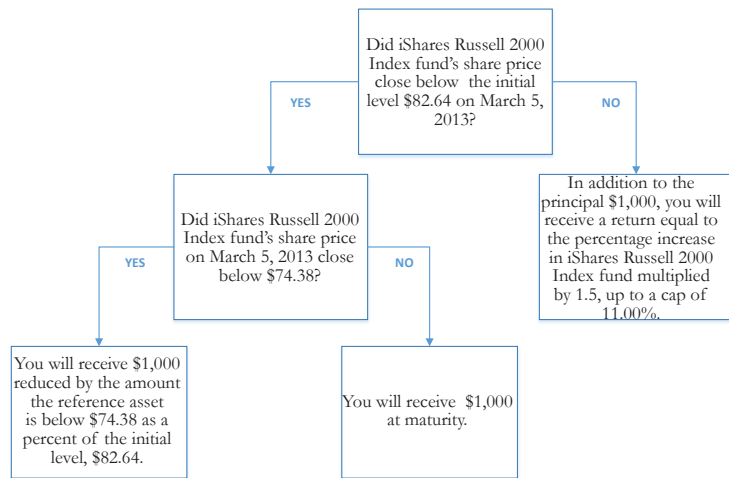 Did iShares Russell 2000
Index fund's share price
close below the initial
level $82.64 on March 5,
2013?
YES
NO
Did iShares Russell 2000
Index fund's share price
on March 5, 2013 close
below $74.38?
In addition to the
principal $1,000, you will
receive a return equal to
the percentage increase
in iShares Russell 2000
Index fund multiplied
by 1.5, up to a cap of
11.00%.
YES
NO
You will receive $1,000
reduced by the amount
the reference asset
is below $74.38 as a
percent of the initial
level, $82.64.
You will receive $1,000
at maturity.